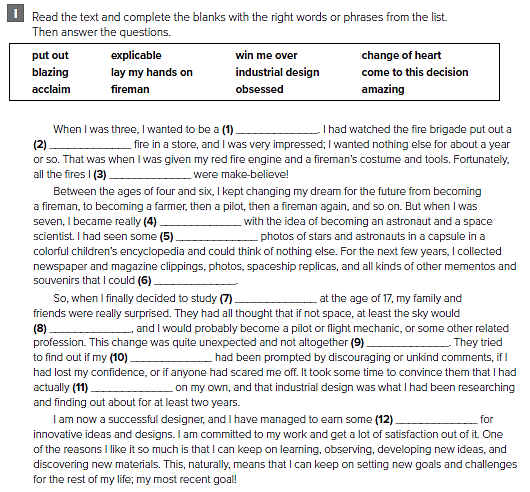 I Read the text and complete the blanks with the right words or phrases from the list.
Then answer the questions.
put out explicable win me over change of heart
blazing lay my hands on industrial design come to this decision
acclaim fireman obsessed amazing
When I was three, I wanted to be a (1) _______________. I had watched the fire brigade put out a
(2) _______________ fire in a store, and I was very impressed; I wanted nothing else for about a year
or so. That was when I was given my red fire engine and a fireman's costume and tools. Fortunately,
all the fires I (3) _______________ were make-believe!
Between the ages of four and six, I kept changing my dream for the future from becoming
a fireman, to becoming a farmer, then a pilot, then a fireman again, and so on. But when I was
seven, I became really (4) _______________ with the idea of becoming an astronaut and a space
scientist. I had seen some (5) _______________ photos of stars and astronauts in a capsule in a
colorful children's encyclopedia and could think of nothing else. For the next few years, I collected
newspaper and magazine clippings, photos, spaceship replicas, and all kinds of other mementos and
souvenirs that I could (6) _______________.
So, when I finally decided to study (7) _______________ at the age of 17, my family and
friends were really surprised. They had all thought that if not space, at least the sky would
(8) _______________, and I would probably become a pilot or flight mechanic, or some other related
profession. This change was quite unexpected and not altogether (9) _______________. They tried
to find out if my (10) _______________ had been prompted by discouraging or unkind comments, if I
had lost my confidence, or if anyone had scared me off. It took some time to convince them that I had
actually (11) _______________ on my own, and that industrial design was what I had been researching
and finding out about for at least two years.
I am now a successful designer, and I have managed to earn some (12) _______________ for
innovative ideas and designs. I am committed to my work and get a lot of satisfaction out of it. One
of the reasons I like it so much is that I can keep on learning, observing, developing new ideas, and
discovering new materials. This, naturally, means that I can keep on setting new goals and challenges
for the rest of my life; my most recent goal!